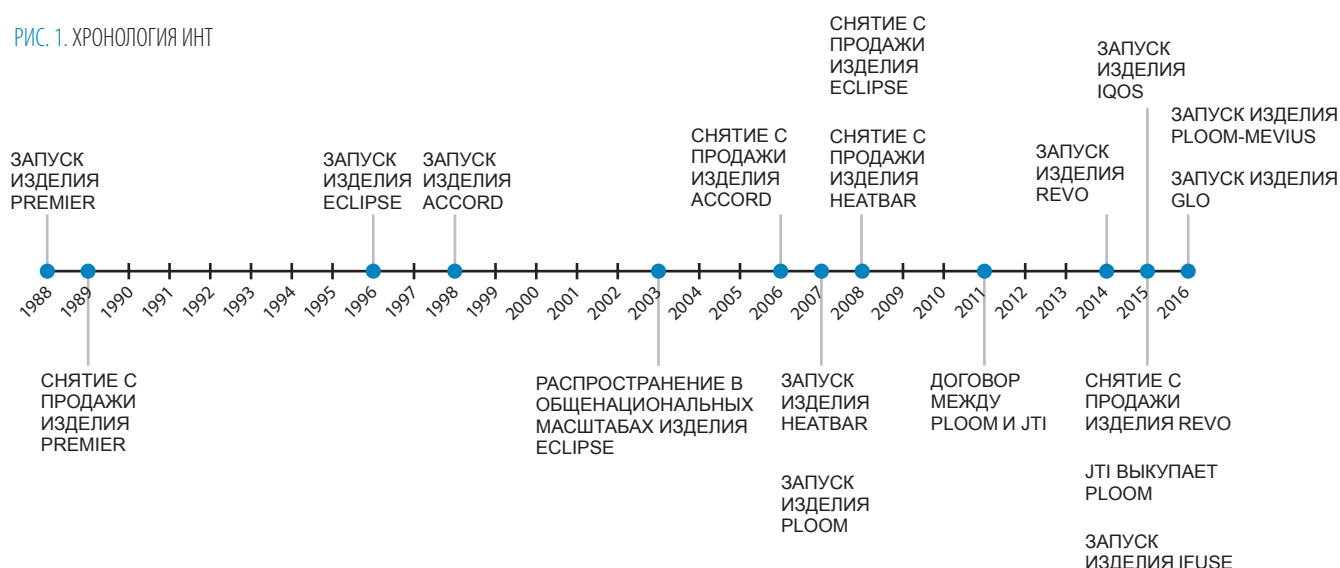 РИС. 1. ХРОНОЛОГИЯ ИНТ
ЗАПУСК
ИЗДЕЛИЯ
PREMIER
ЗАПУСК
ИЗДЕЛИЯ
ECLIPSE
ЗАПУСК
ИЗДЕЛИЯ
ACCORD
СНЯТИЕ С
ПРОДАЖИ
ИЗДЕЛИЯ
ACCORD
СНЯТИЕ С
ПРОДАЖИ
ИЗДЕЛИЯ
ECLIPSE
СНЯТИЕ С
ПРОДАЖИ
ИЗДЕЛИЯ
HEATBAR
ЗАПУСК
ИЗДЕЛИЯ
REVO
ЗАПУСК
ИЗДЕЛИЯ
IQOS
ЗАПУСК ИЗДЕЛИЯ
PLOOM-MEVIUS
ЗАПУСК ИЗДЕЛИЯ
GLO
1988
1989
1990
1991
1992
1993
1994
1995
1996
1997
1998
1999
2000
2001
2002
2003
2004
2005
2006
2007
2008
2009
2010
2011
2012
2013
2014
2015
2016
СНЯТИЕ С
ПРОДАЖИ
ИЗДЕЛИЯ
PREMIER
РАСПРОСТРАНЕНИЕ В
ОБЩЕНАЦИОНАЛЬНЫХ
МАСШТАБАХ ИЗДЕЛИЯ
ECLIPSE
ЗАПУСК
ИЗДЕЛИЯ
HEATBAR
ЗАПУСК
ИЗДЕЛИЯ
PLOOM
ДОГОВОР
МЕЖДУ
PLOOM И JTI
СНЯТИЕ С
ПРОДАЖИ
ИЗДЕЛИЯ REVO
JTI ВЫКУПАЕТ
PLOOM
ЗАПУСК
ИЗДЕЛИЯ IFUSE